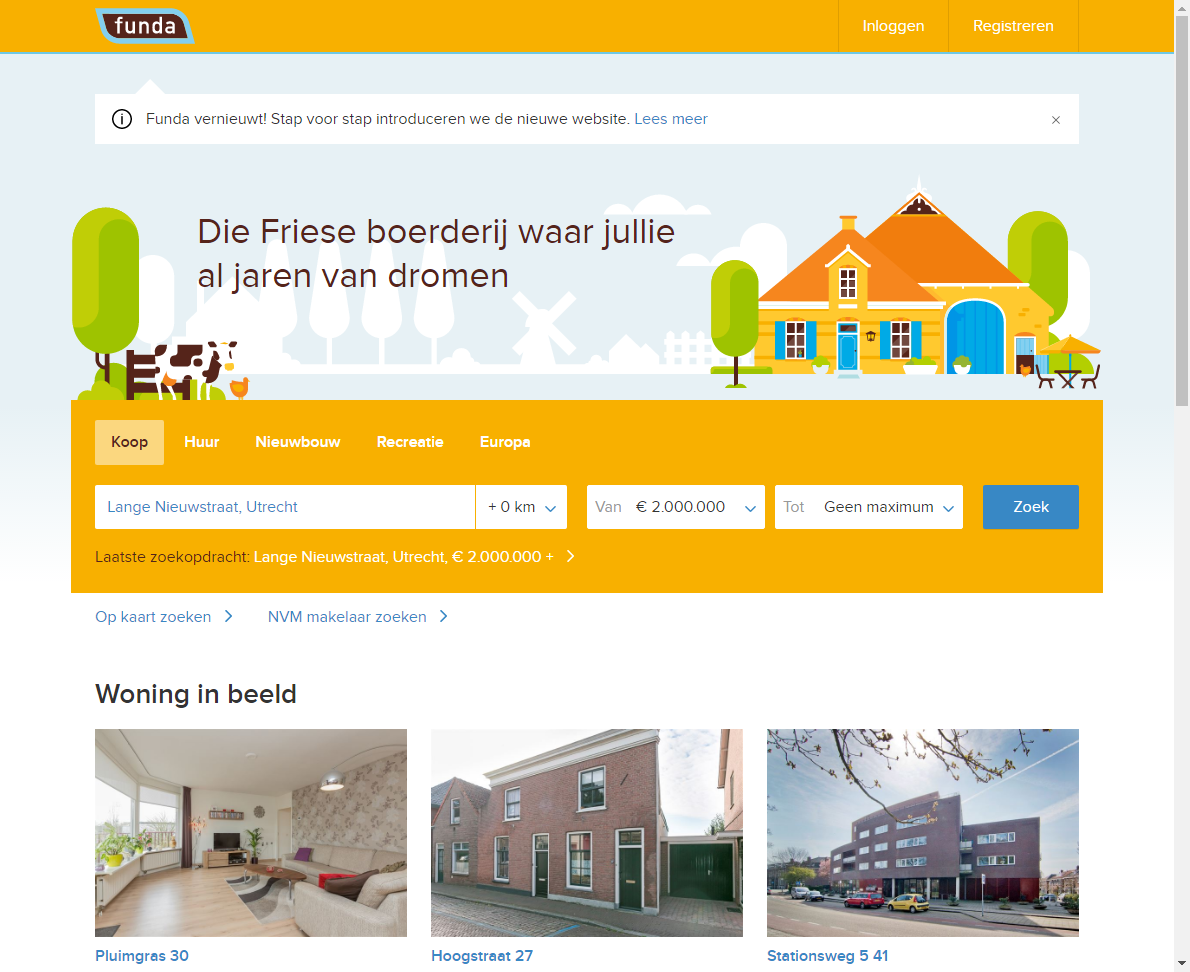 funda
Inloggen
Registreren
Funda vernieuwt! Stap voor stap introduceren we de nieuwe website. Lees meer
Die Friese boerderij waar jullie
al jaren van dromen
Koop
Huur
Nieuwbouw
Recreatie
Europa
Lange Nieuwstraat, Utrecht
+ 0 km
Van € 2.000.000
Tot Geen maximum
Zoek
Laatste zoekopdracht: Lange Nieuwstraat, Utrecht, € 2.000.000 +
Op kaart zoeken
NVM makelaar zoeken
Woning in beeld
Pluimgras 30
Hoogstraat 27
Stationsweg 5 41